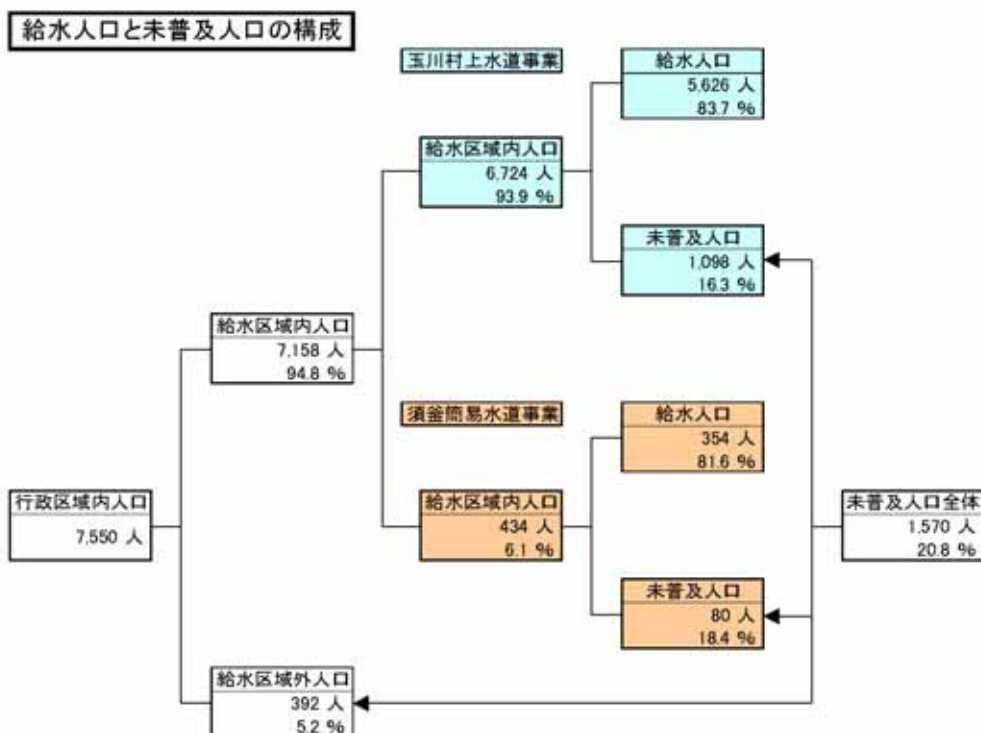 給水人口と未普及人口の構成
玉川村上水道事業
給水人口
5,626 人
83.7 %
給水区域内人口
6,724 人
93.9 %
未普及人口
1,098 人
16.3 %
給水区域内人口
7,158 人
94.8 %
須釜簡易水道事業
給水人口
354 人
81.6 %
行政区域内人口
7,550 人
給水区域内人口
434 人
6.1 %
未普及人口全体
1,570 人
20.8 %
未普及人口
80 人
18.4 %
給水区域外人口
392 人
5.2 %